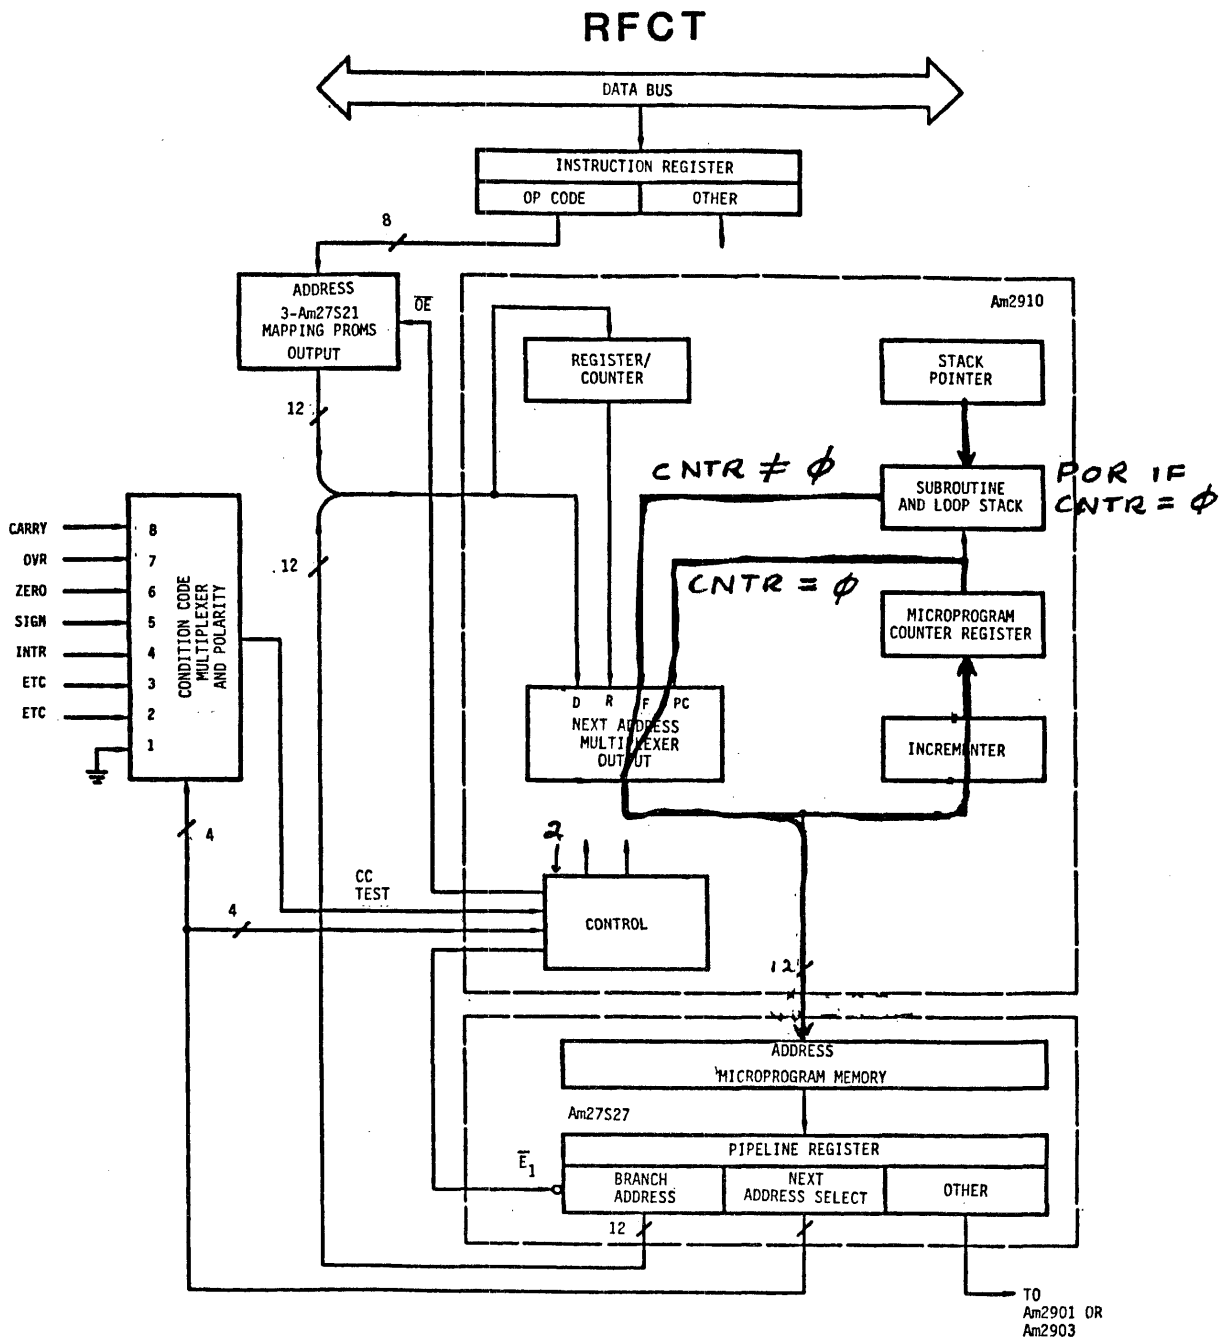 RFCT
DATA BUS
INSTRUCTION REGISTER
OP CODE
OTHER
8
ADDRESS
3-Am27S21
MAPPING PROMS
OUTPUT
OE
Am2910
REGISTER/
COUNTER
STACK
POINTER
12
CNTR ≠ ϕ
SUBROUTINE
AND LOOP STACK
POR IF
CNTR = ϕ
CARRY
OVR
ZERO
SIGN
INTR
ETC
ETC
8
7
6
5
4
3
2
1
CONDITION CODE
MULTIPLEXER
AND POLARITY
12
CNTR = ϕ
MICROPROGRAM
COUNTER REGISTER
D R F PC
NEXT ADDRESS
MULTIPLEXER
OUTPUT
INCREMENTER
4
2
CC
TEST
4
CONTROL
12
ADDRESS
MICROPROGRAM MEMORY
Am27S27
PIPELINE REGISTER
E1
BRANCH
ADDRESS
NEXT
ADDRESS SELECT
OTHER
12
TO
Am2901 OR
Am2903